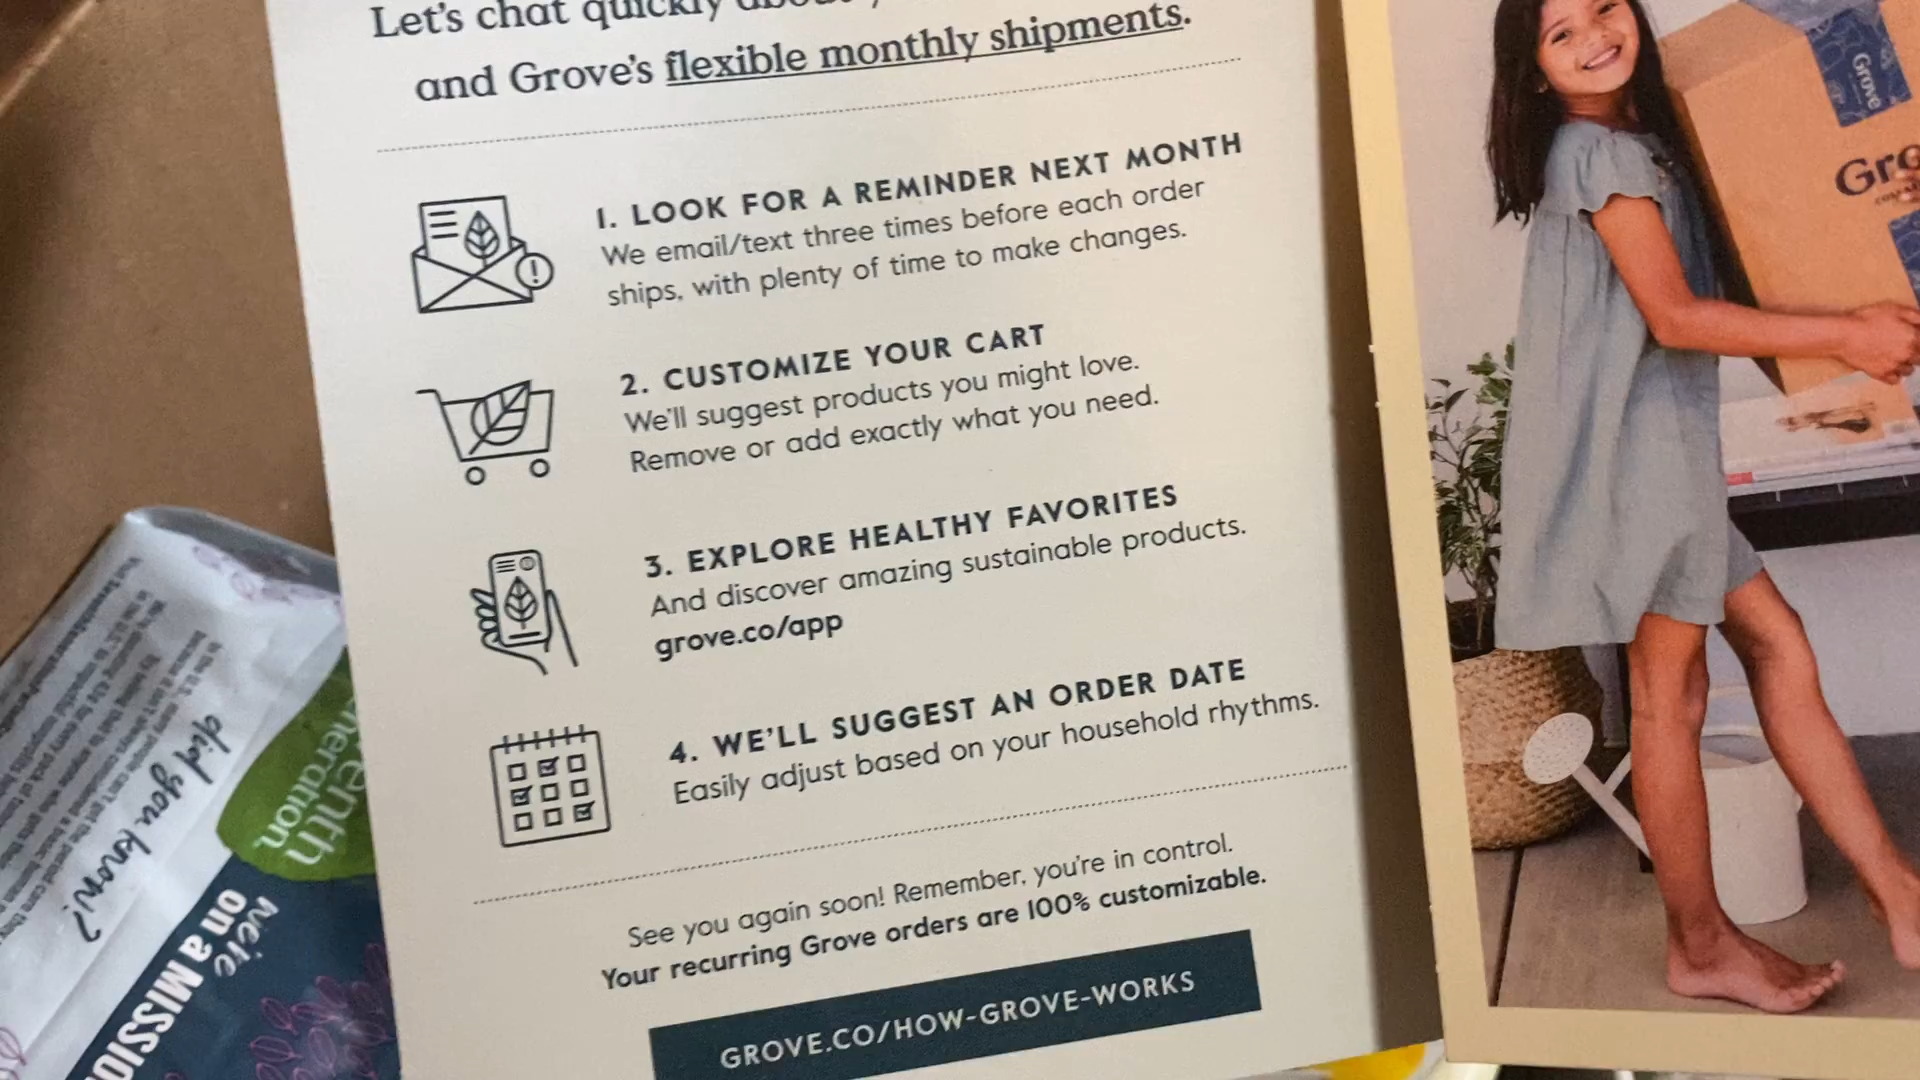 Let's chat quickly
and Grove's flexible monthly shipments.
1. LOOK FOR A REMINDER NEXT MONTH
We email/text three times before each order
ships, with plenty of time to make changes.
2. CUSTOMIZE YOUR CART
We'll suggest products you might love.
Remove or add exactly what you need.
3. EXPLORE HEALTHY FAVORITES
And discover amazing sustainable products.
grove.co/app
4. WE'LL SUGGEST AN ORDER DATE
Easily adjust based on your household rhythms.
See you again soon! Remember, you're in control.
Your recurring Grove orders are 100% customizable.
GROVE.CO/HOW-GROVE-WORKS
Grove
did you know?
we're
on a MISSIO